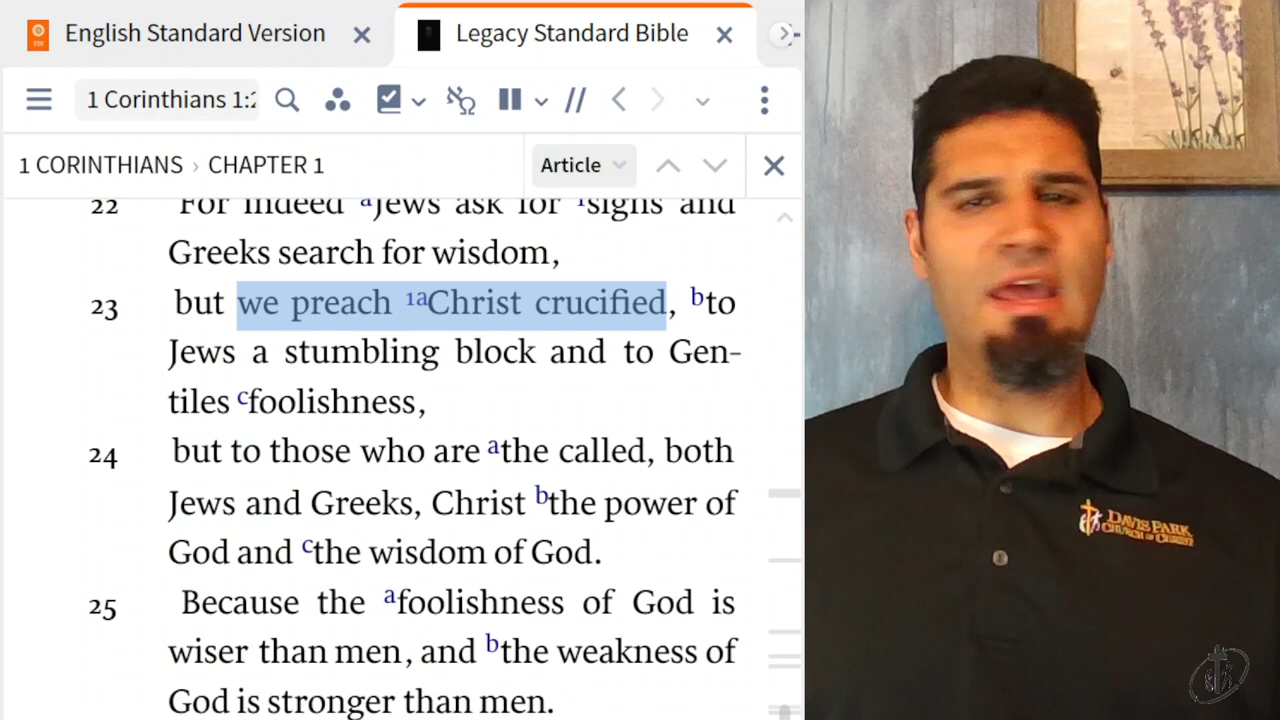 English Standard Version
Legacy Standard Bible
1 Corinthians 1:2
1 CORINTHIANS › CHAPTER 1
Article
22 For indeed aJews ask for 1signs and
Greeks search for wisdom,
23 but we preach 1aChrist crucified, bto
Jews a stumbling block and to Gen-
tiles cfoolishness,
24 but to those who are athe called, both
Jews and Greeks, Christ bthe power of
God and cthe wisdom of God.
25 Because the afoolishness of God is
wiser than men, and bthe weakness of
God is stronger than men.
DAVIS PARK
CHURCH OF CHRIST